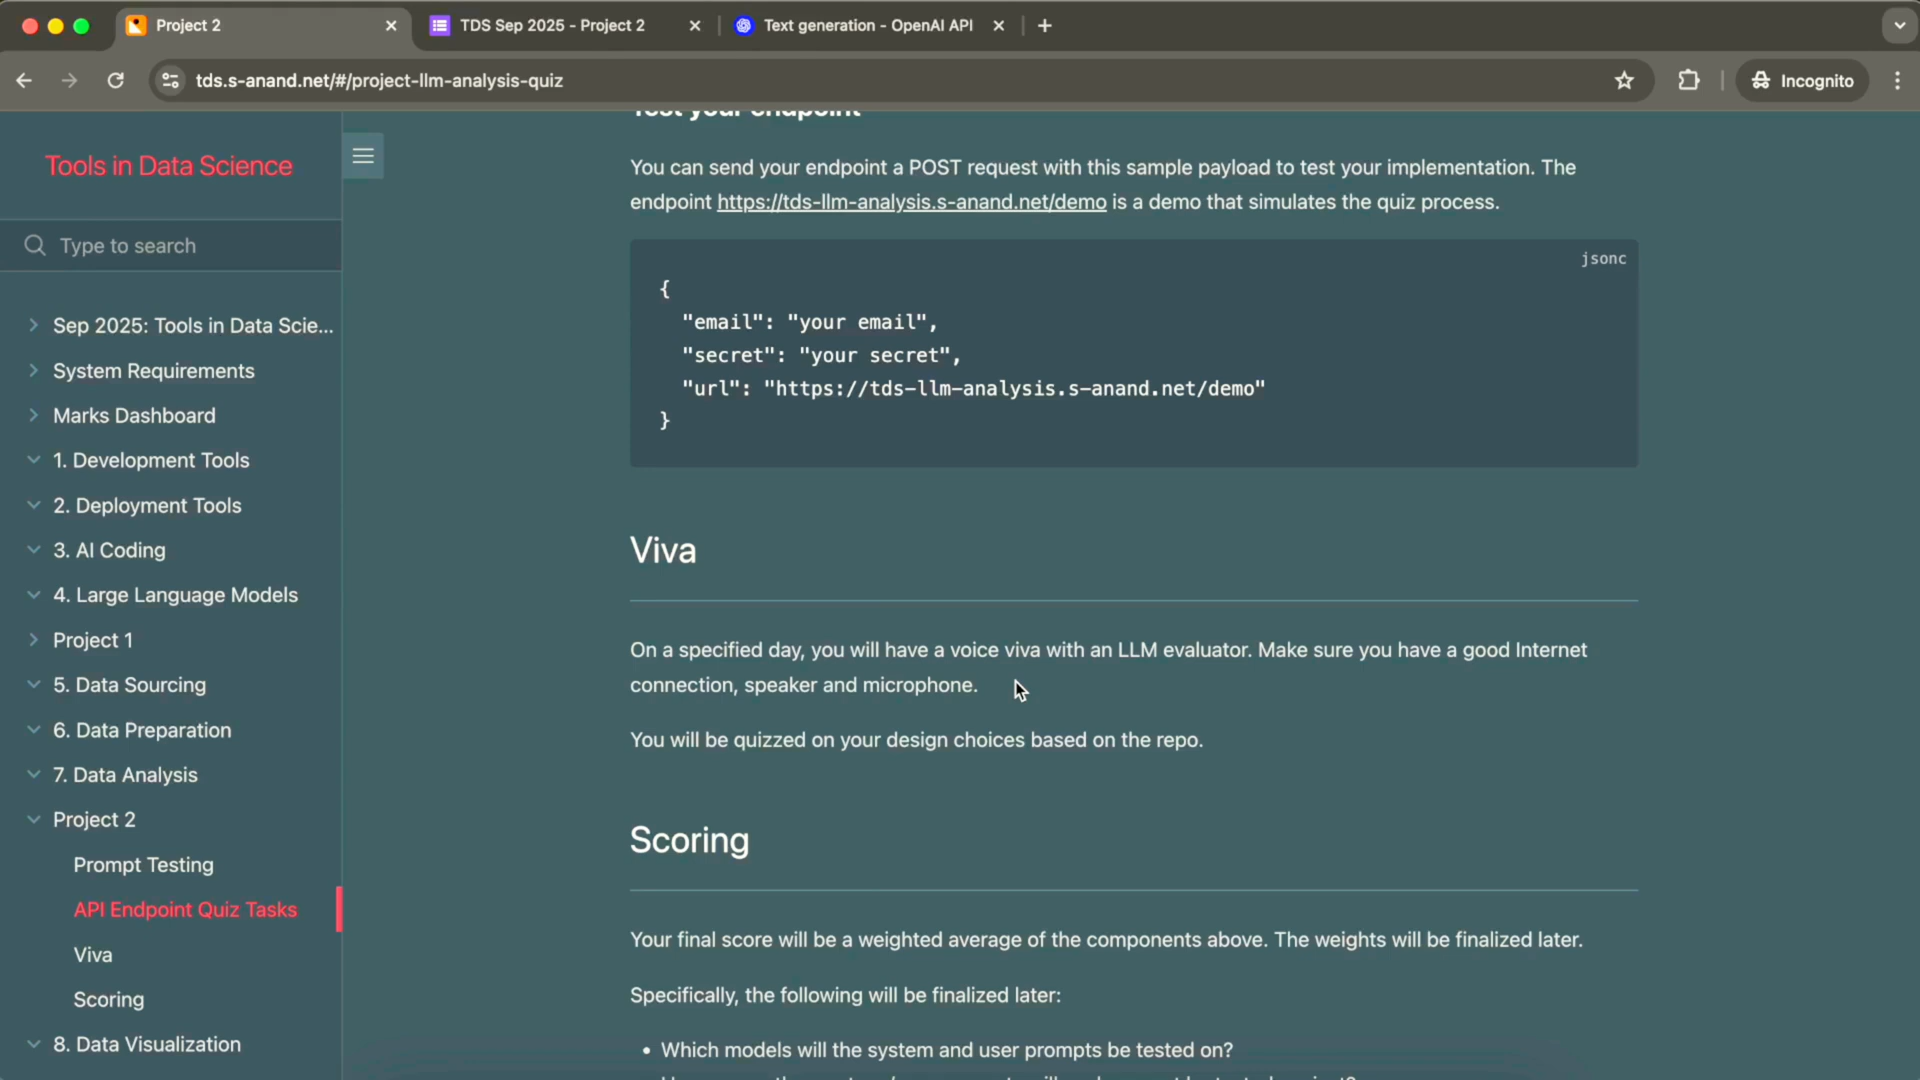 Project 2
TDS Sep 2025 - Project 2
Text generation - OpenAI API
tds.s-anand.net/#/project-llm-analysis-quiz
Incognito
Tools in Data Science
Type to search
Sep 2025: Tools in Data Scie...
System Requirements
Marks Dashboard
1. Development Tools
2. Deployment Tools
3. AI Coding
4. Large Language Models
Project 1
5. Data Sourcing
6. Data Preparation
7. Data Analysis
Project 2
Prompt Testing
API Endpoint Quiz Tasks
Viva
Scoring
8. Data Visualization
Test your endpoint
You can send your endpoint a POST request with this sample payload to test your implementation. The
endpoint https://tds-llm-analysis.s-anand.net/demo is a demo that simulates the quiz process.
jsonc
{
"email": "your email",
"secret": "your secret",
"url": "https://tds-llm-analysis.s-anand.net/demo"
}
Viva
On a specified day, you will have a voice viva with an LLM evaluator. Make sure you have a good Internet
connection, speaker and microphone.
You will be quizzed on your design choices based on the repo.
Scoring
Your final score will be a weighted average of the components above. The weights will be finalized later.
Specifically, the following will be finalized later:
• Which models will the system and user prompts be tested on?